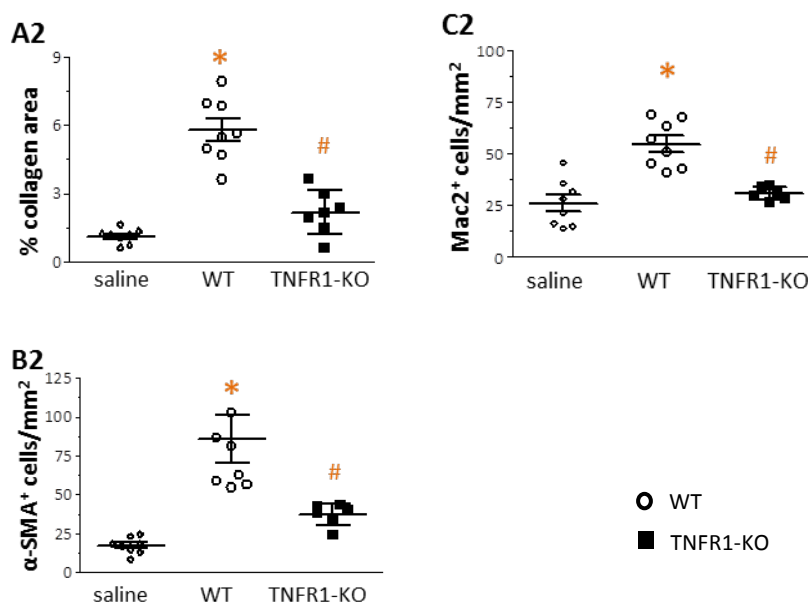 A2
% collagen area
9
6
3
0
*
#
saline WT TNFR1-KO
C2
Mac2⁺ cells/mm²
100
75
50
25
0
*
#
saline WT TNFR1-KO
B2
α-SMA⁺ cells/mm²
125
100
75
50
25
0
*
#
saline WT TNFR1-KO
WT
TNFR1-KO